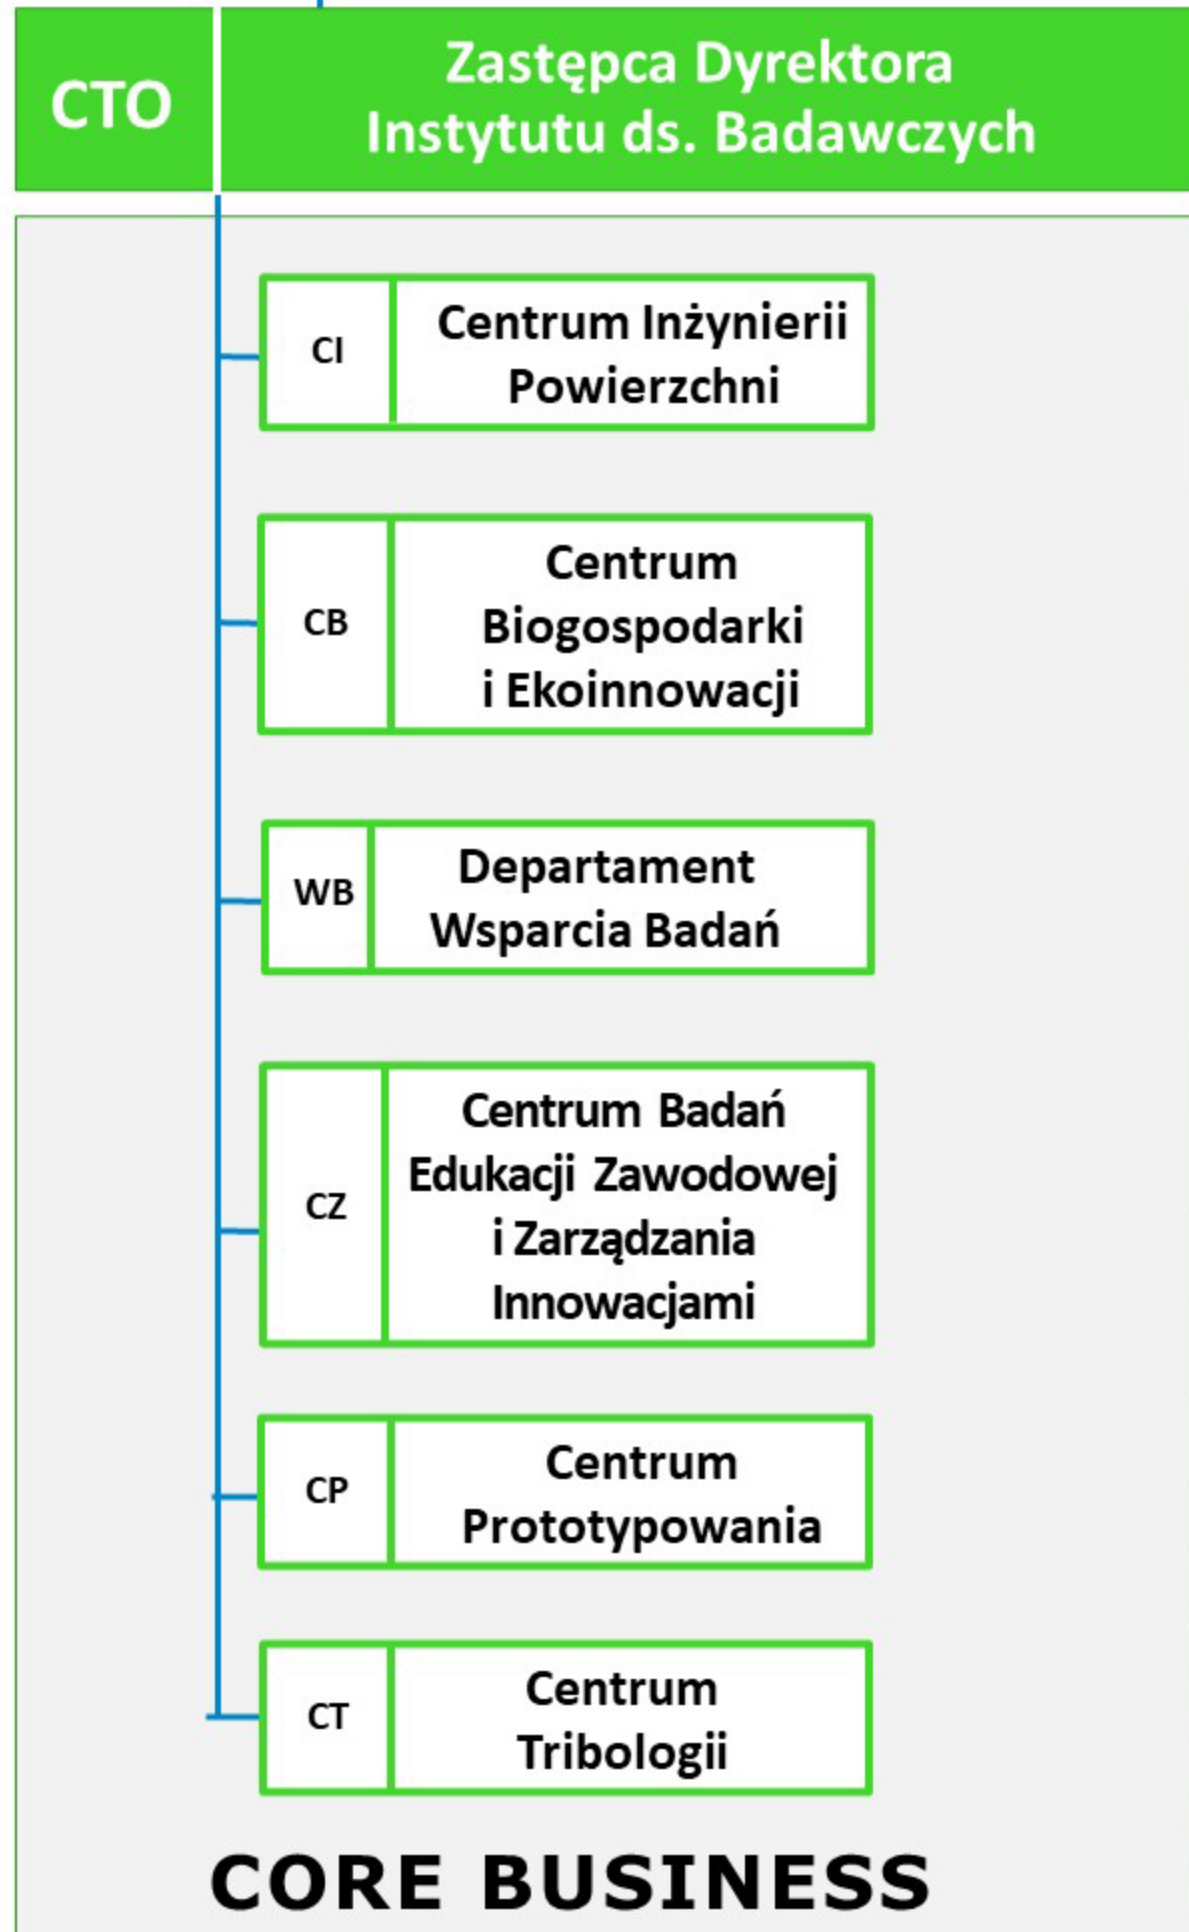 CTO
Zastępca Dyrektora
Instytutu ds. Badawczych
CI
Centrum Inżynierii
Powierzchni
CB
Centrum
Biogospodarki
i Ekoinnowacji
WB
Departament
Wsparcia Badań
CZ
Centrum Badań
Edukacji Zawodowej
i Zarządzania
Innowacjami
CP
Centrum
Prototypowania
CT
Centrum
Tribologii
CORE BUSINESS